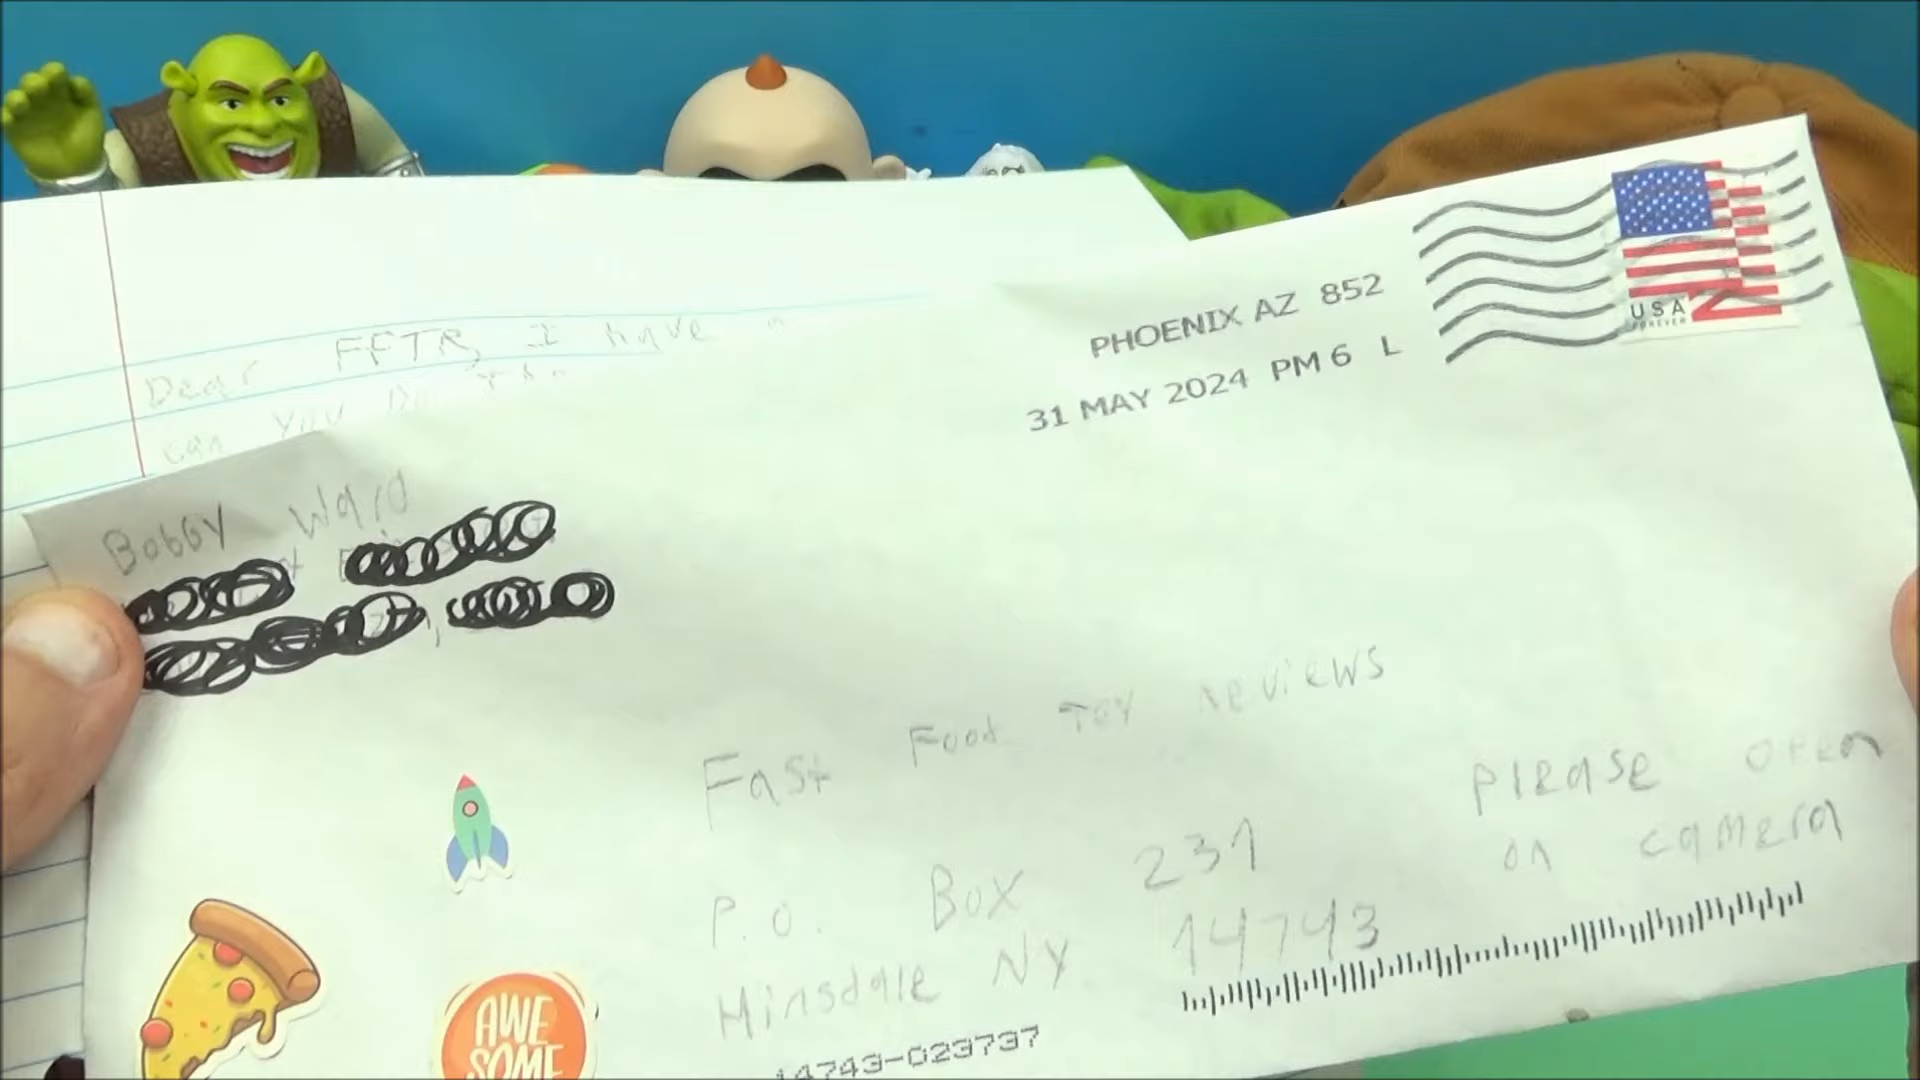 Dear FFTR, I have
can you Do
PHOENIX AZ 852
31 MAY 2024 PM 6 L
USA
FOREVER
Bobby Ward
Fast Food Toy Reviews
P.O. Box 231
Hinsdale NY 14743
Please open
on camera
AWE
SOME
14743-023737